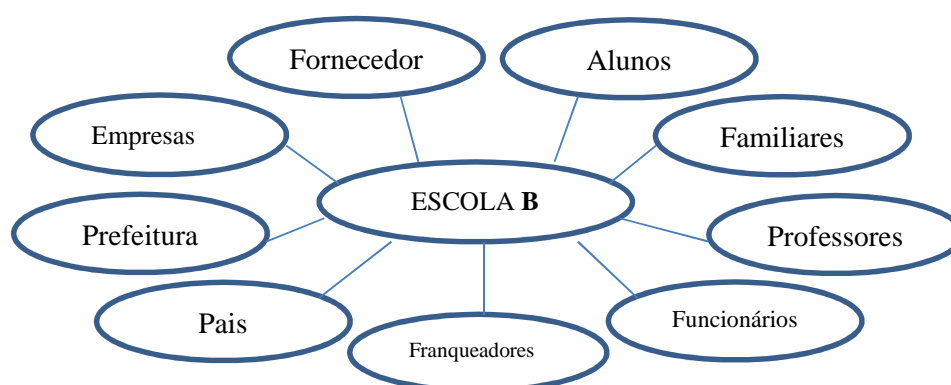 Fornecedor
Alunos
Empresas
Familiares
ESCOLA B
Prefeitura
Professores
Pais
Franqueadores
Funcionários